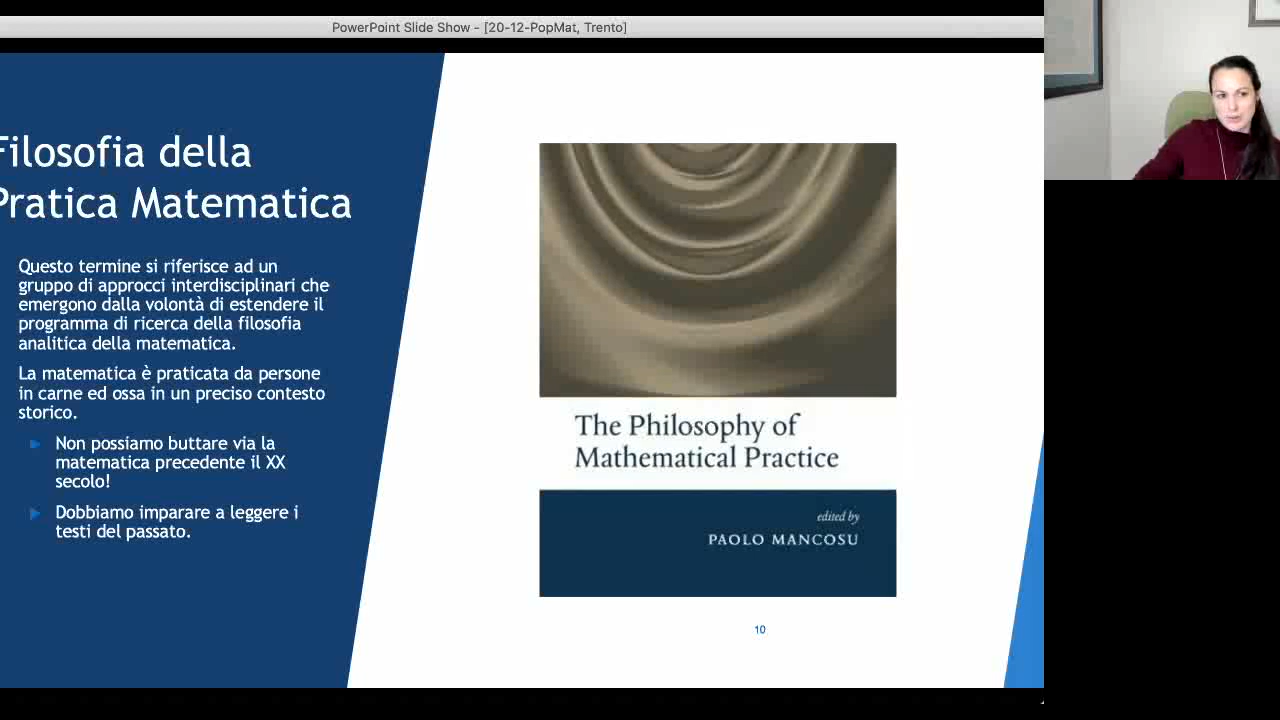 PowerPoint Slide Show - [20-12-PopMat, Trento]
Filosofia della
Pratica Matematica
Questo termine si riferisce ad un
gruppo di approcci interdisciplinari che
emergono dalla volontà di estendere il
programma di ricerca della filosofia
analitica della matematica.
La matematica è praticata da persone
in carne ed ossa in un preciso contesto
storico.
Non possiamo buttare via la
matematica precedente il XX
secolo!
Dobbiamo imparare a leggere i
testi del passato.
The Philosophy of
Mathematical Practice
edited by
PAOLO MANCOSU
10